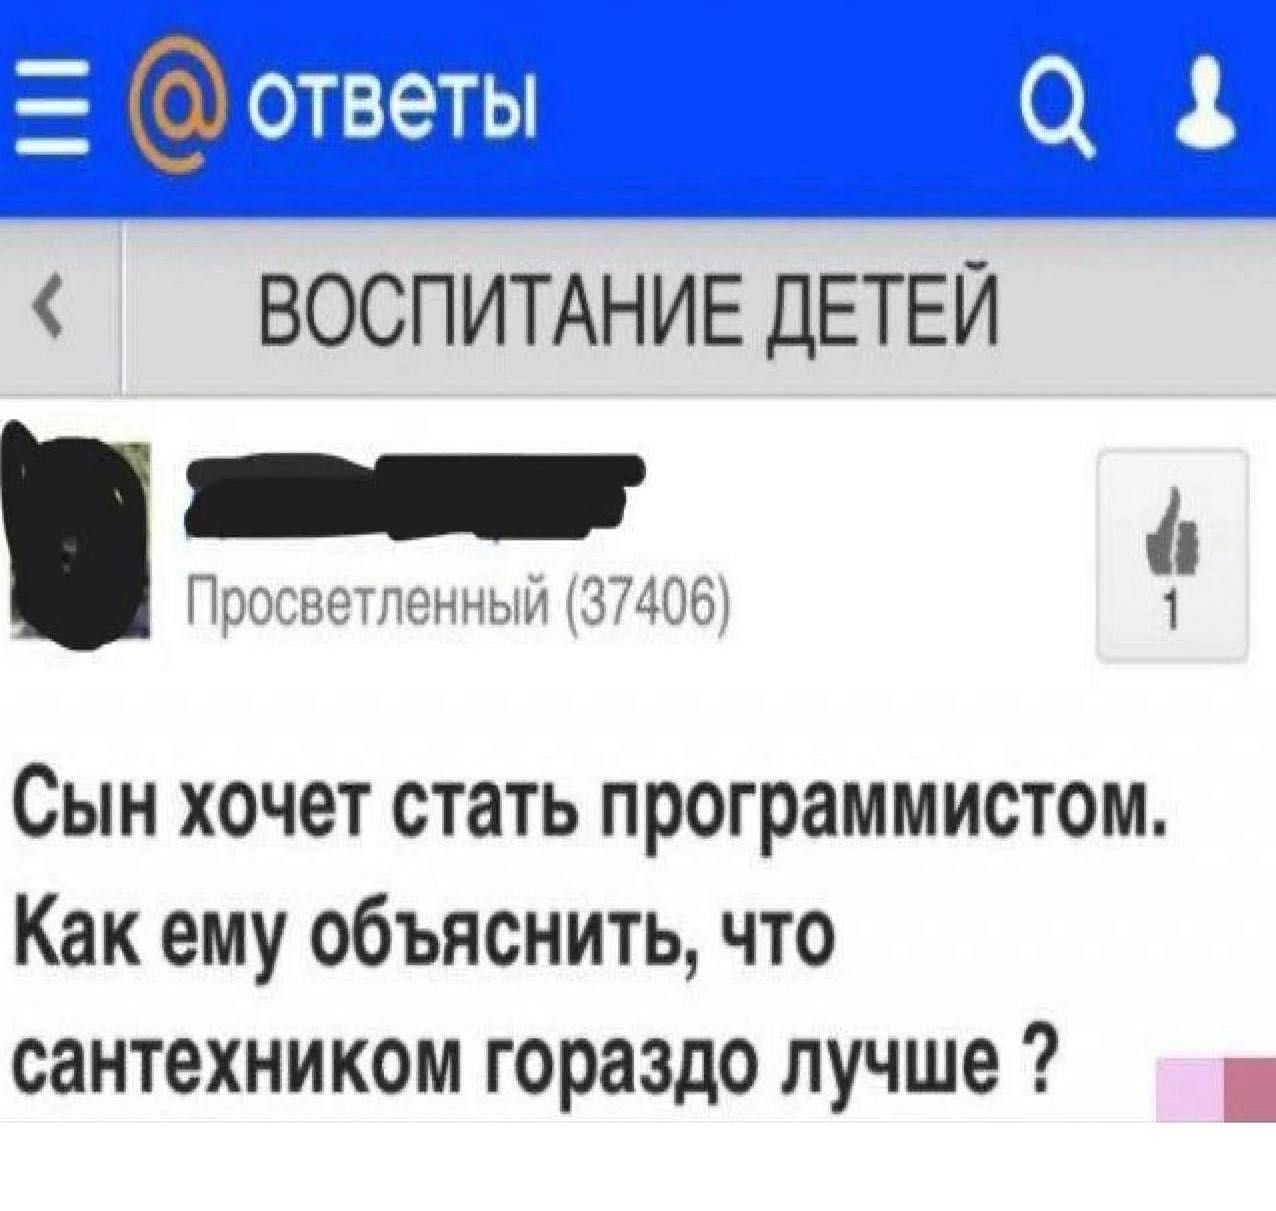 @ ответы
ВОСПИТАНИЕ ДЕТЕЙ
Просветленный (37406)
1
Сын хочет стать программистом.
Как ему объяснить, что
сантехником гораздо лучше ?